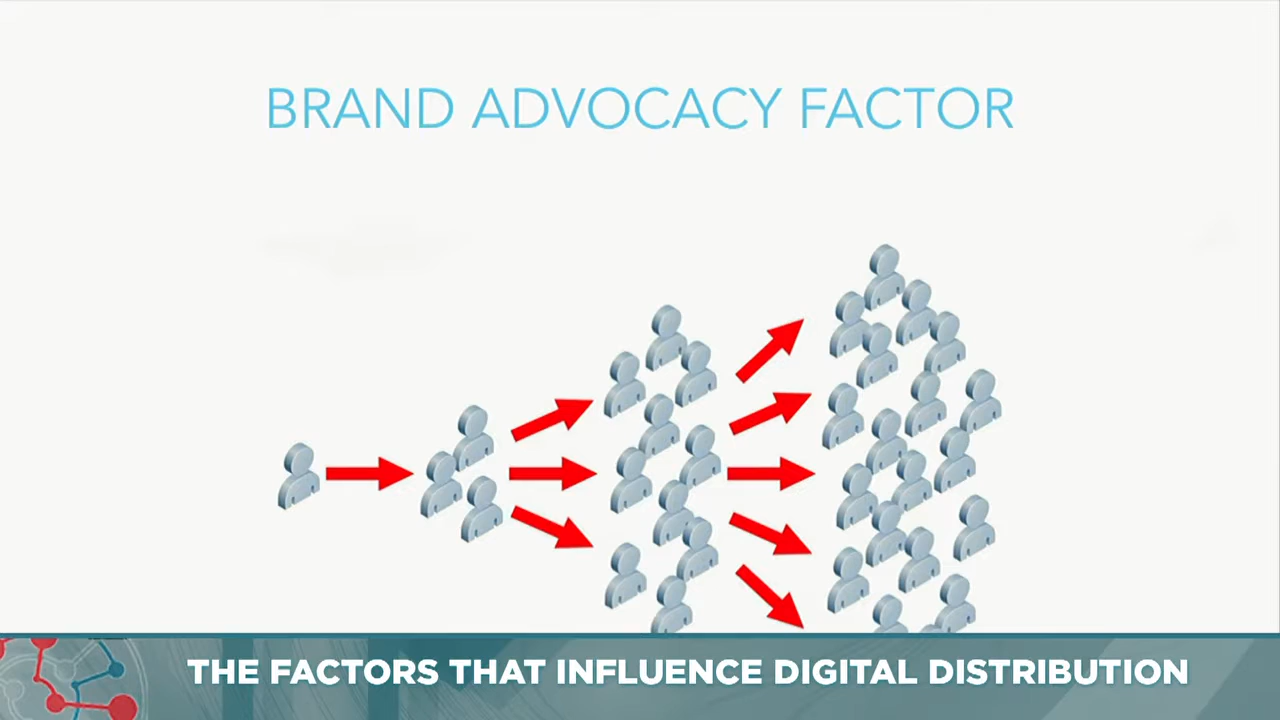 BRAND ADVOCACY FACTOR
THE FACTORS THAT INFLUENCE DIGITAL DISTRIBUTION